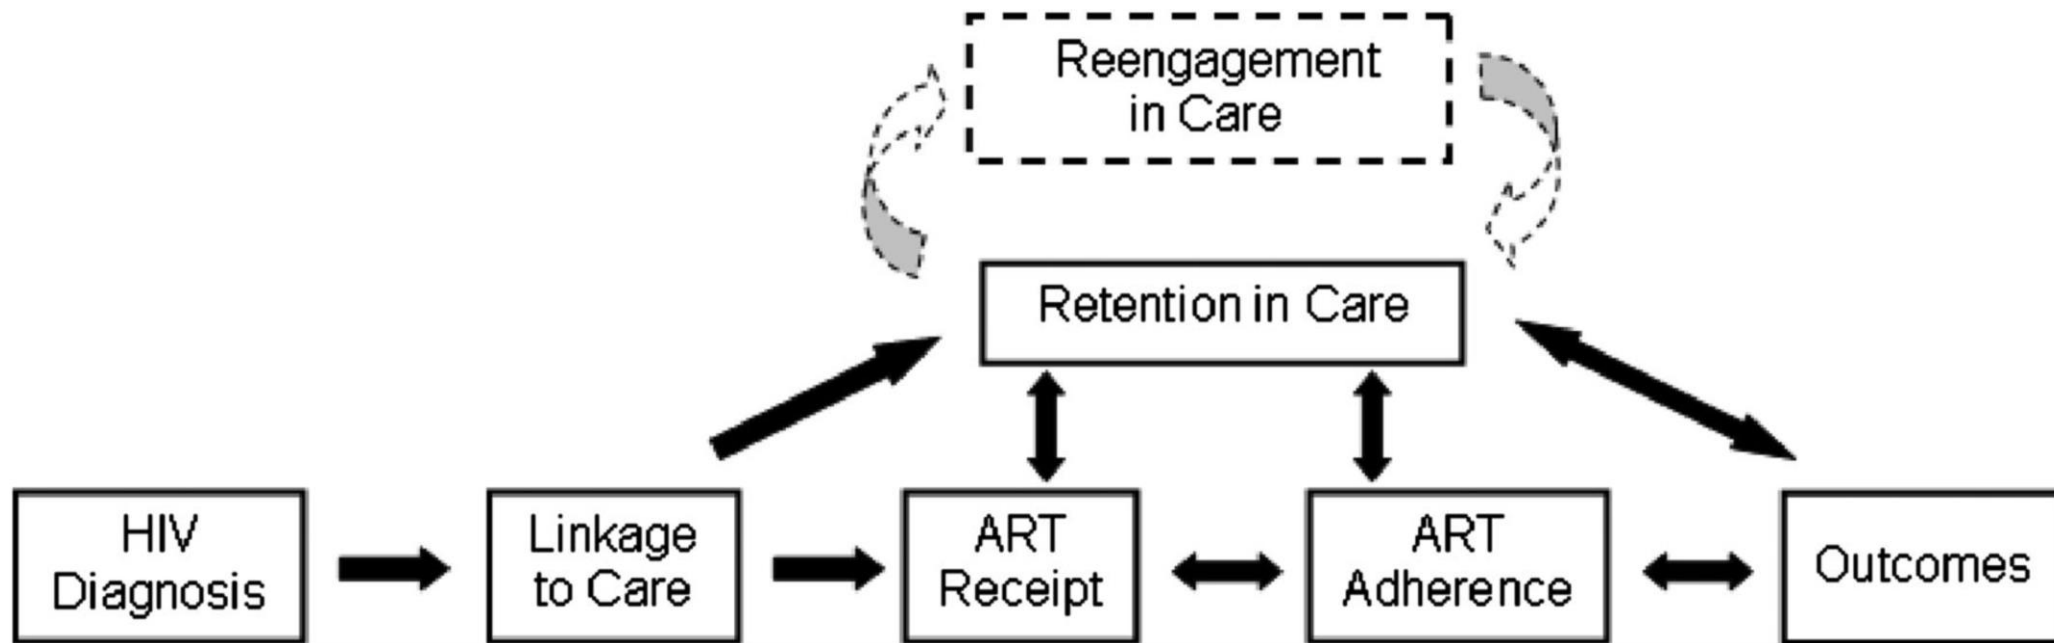 Reengagement
in Care
Retention in Care
HIV
Diagnosis
Linkage
to Care
ART
Receipt
ART
Adherence
Outcomes